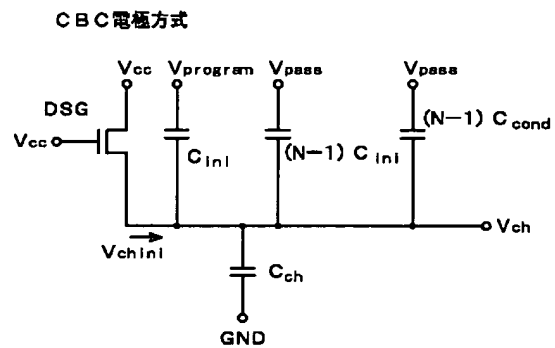 CBC電極方式
Vcc Vprogram Vpass Vpass
DSG
Vcc
Cini
(N-1) Cini
(N-1) Ccond
Vchini
Vch
Cch
GND